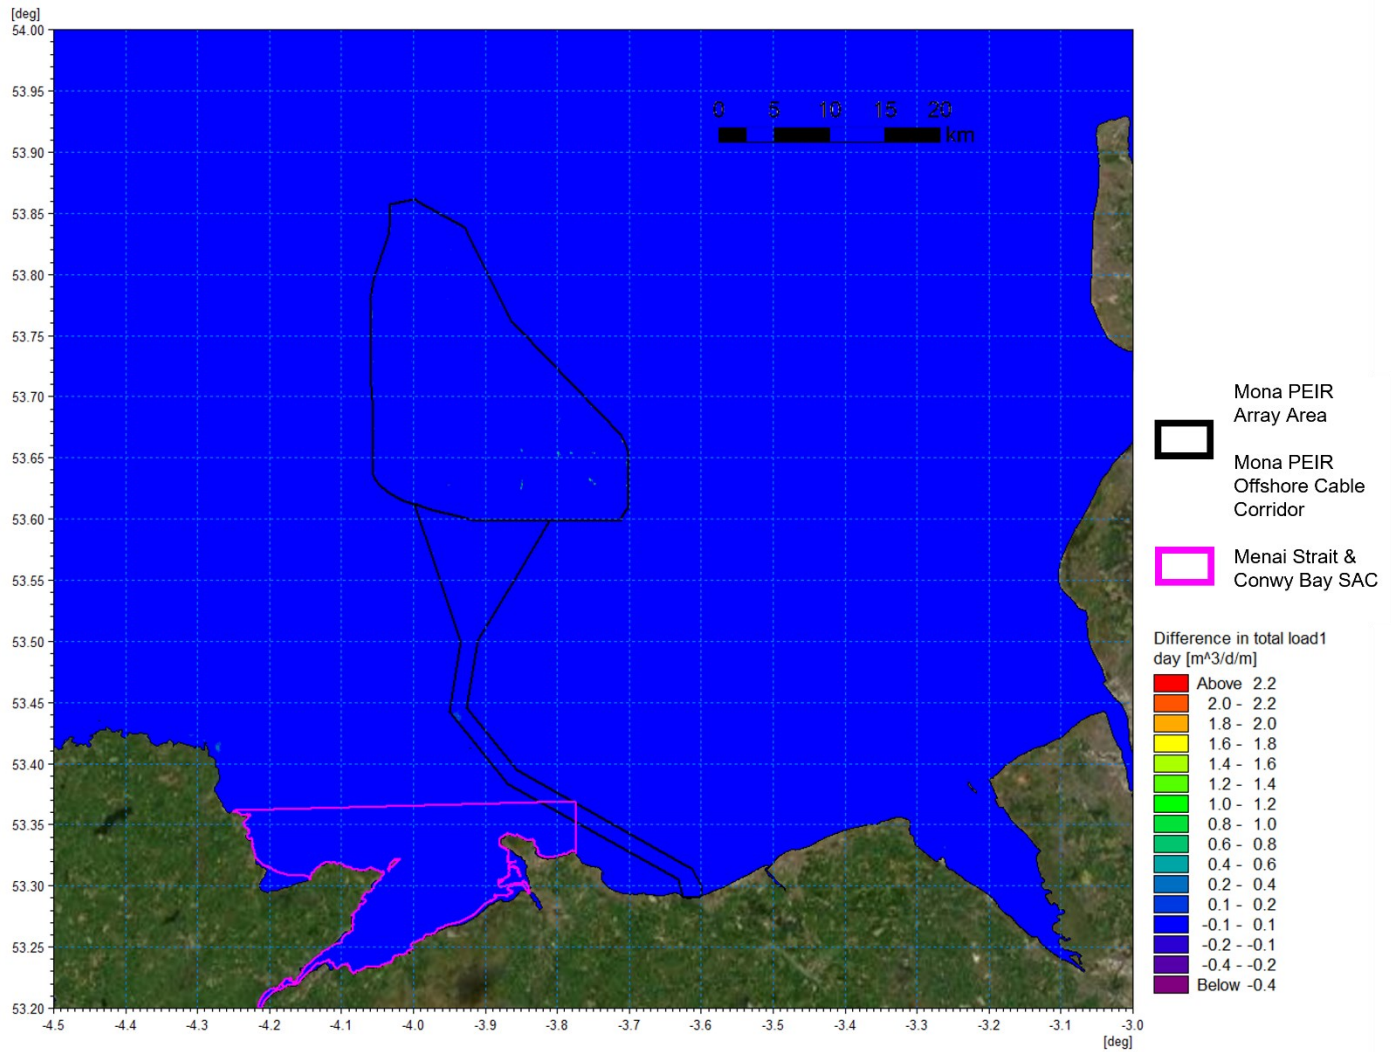 [deg]
54.00
53.95
53.90
53.85
53.80
53.75
53.70
53.65
53.60
53.55
53.50
53.45
53.40
53.35
53.30
53.25
53.20
0 5 10 15 20
km
-4.5 -4.4 -4.3 -4.2 -4.1 -4.0 -3.9 -3.8 -3.7 -3.6 -3.5 -3.4 -3.3 -3.2 -3.1 -3.0
[deg]
Mona PEIR
Array Area
Mona PEIR
Offshore Cable
Corridor
Menai Strait &
Conwy Bay SAC
Difference in total load1
day [m^3/d/m]
Above 2.2
2.0 - 2.2
1.8 - 2.0
1.6 - 1.8
1.4 - 1.6
1.2 - 1.4
1.0 - 1.2
0.8 - 1.0
0.6 - 0.8
0.4 - 0.6
0.2 - 0.4
0.1 - 0.2
-0.1 - 0.1
-0.2 - -0.1
-0.4 - -0.2
Below -0.4